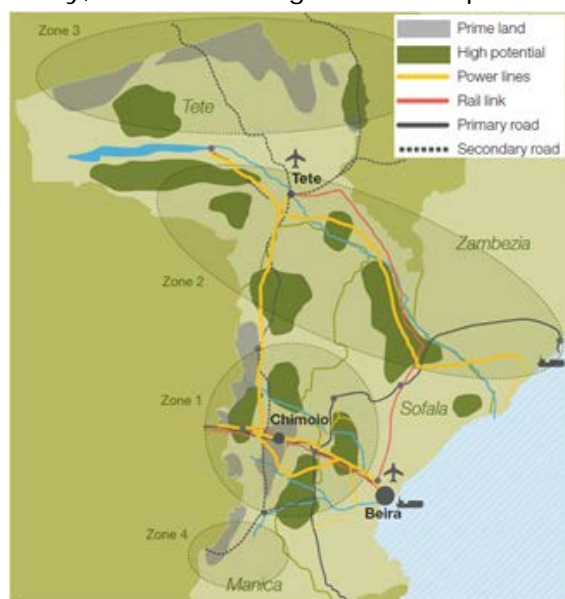 Zone 3
Prime land
High potential
Power lines
Rail link
Primary road
Secondary road
Tete
Tete
Zambezia
Zone 2
Zone 1
Chimoio
Sofala
Beira
Zone 4
Manica